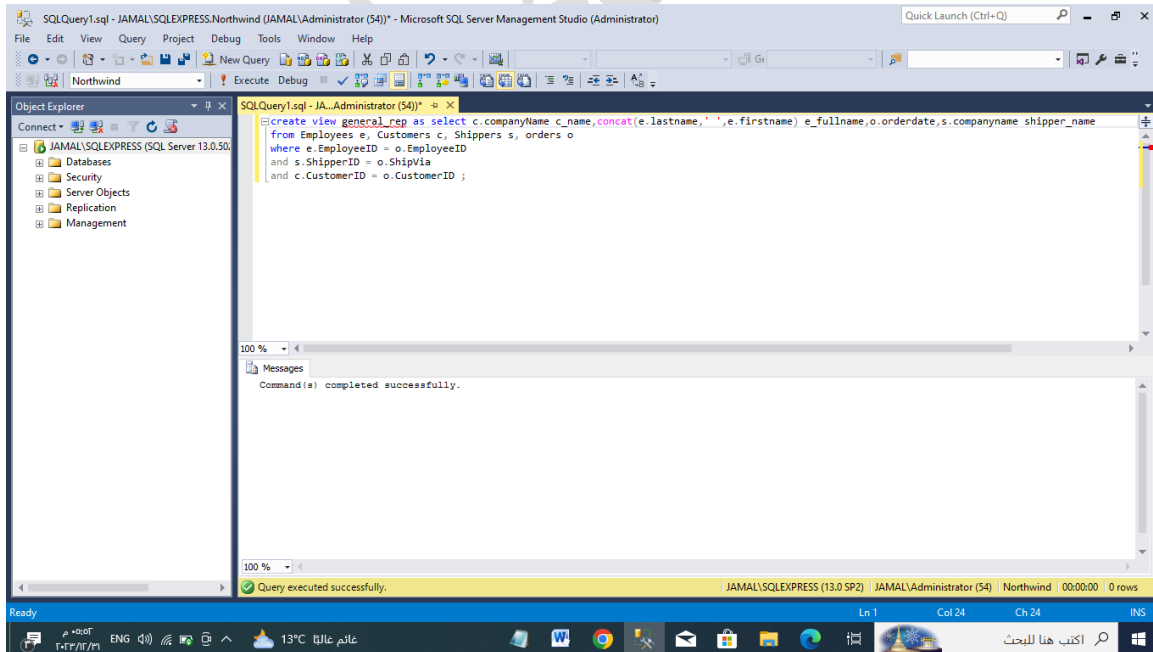 SQLQuery1.sql - JAMAL\SQLEXPRESS.Northwind (JAMAL\Administrator (54))* - Microsoft SQL Server Management Studio (Administrator)
Quick Launch (Ctrl+Q)
File Edit View Query Project Debug Tools Window Help
New Query
Northwind Execute Debug
Object Explorer
SQLQuery1.sql - JA...Administrator (54))*
Connect
JAMAL\SQLEXPRESS (SQL Server 13.0.502
Databases
Security
Server Objects
Replication
Management
create view general_rep as select c.companyName c_name,concat(e.lastname,' ',e.firstname) e_fullname,o.orderdate,s.companyname shipper_name
from Employees e, Customers c, Shippers s, orders o
where e.EmployeeID = o.EmployeeID
and s.ShipperID = o.ShipVia
and c.CustomerID = o.CustomerID ;
100 %
Messages
Command(s) completed successfully.
100 %
Query executed successfully. JAMAL\SQLEXPRESS (13.0 SP2) JAMAL\Administrator (54) Northwind 00:00:00 0 rows
Ready Ln 1 Col 24 Ch 24 INS
ENG 13°C غائم غالبًا
اكتب هنا للبحث
٢٠٢٣/١٢/٣١